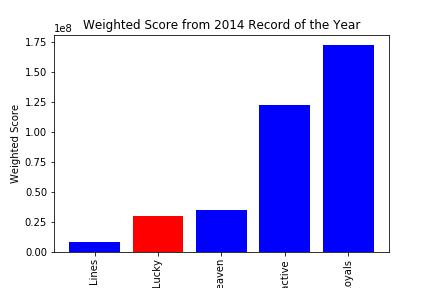 Weighted Score from 2014 Record of the Year
1e8
1.75
1.50
1.25
1.00
0.75
0.50
0.25
0.00
Weighted Score
Lines
Lucky
eaven
active
oyals